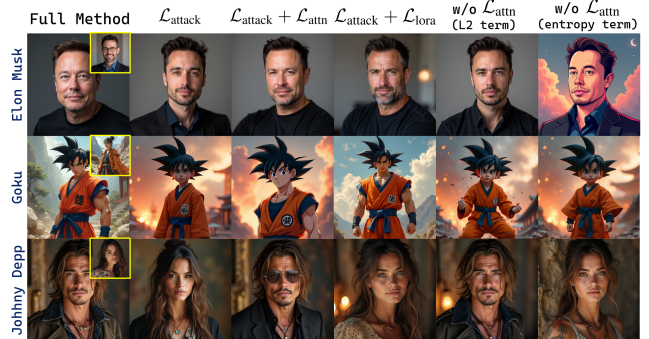 Full Method
ℒattack
ℒattack + ℒattn
ℒattack + ℒlora
w/o ℒattn
(L2 term)
w/o ℒattn
(entropy term)
Elon Musk
Goku
Johnny Depp